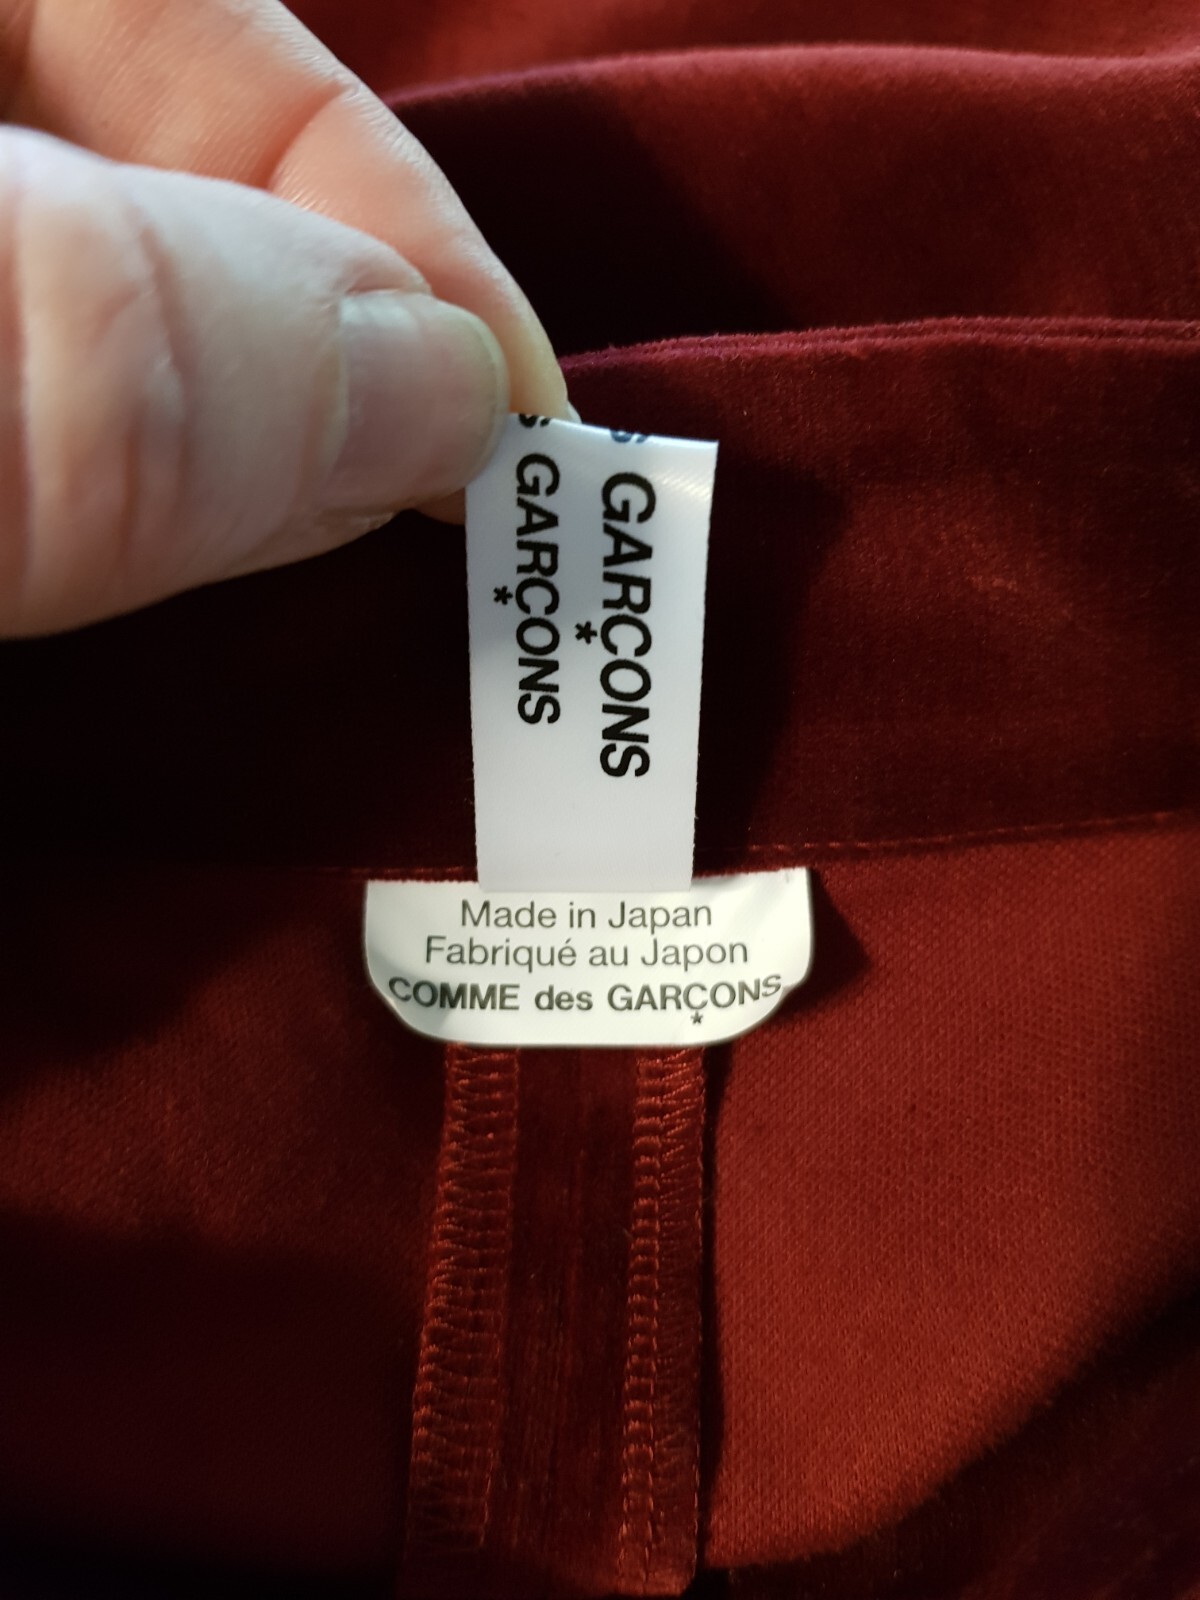 S GARÇONS
S GARÇONS
Made in Japan
Fabriqué au Japon
COMME des GARÇONS